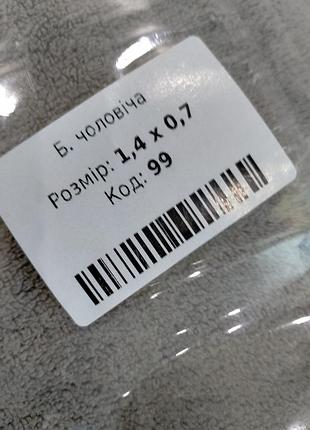 Б. чоловіча
Розмір: 1,4 х 0,7
Код: 99